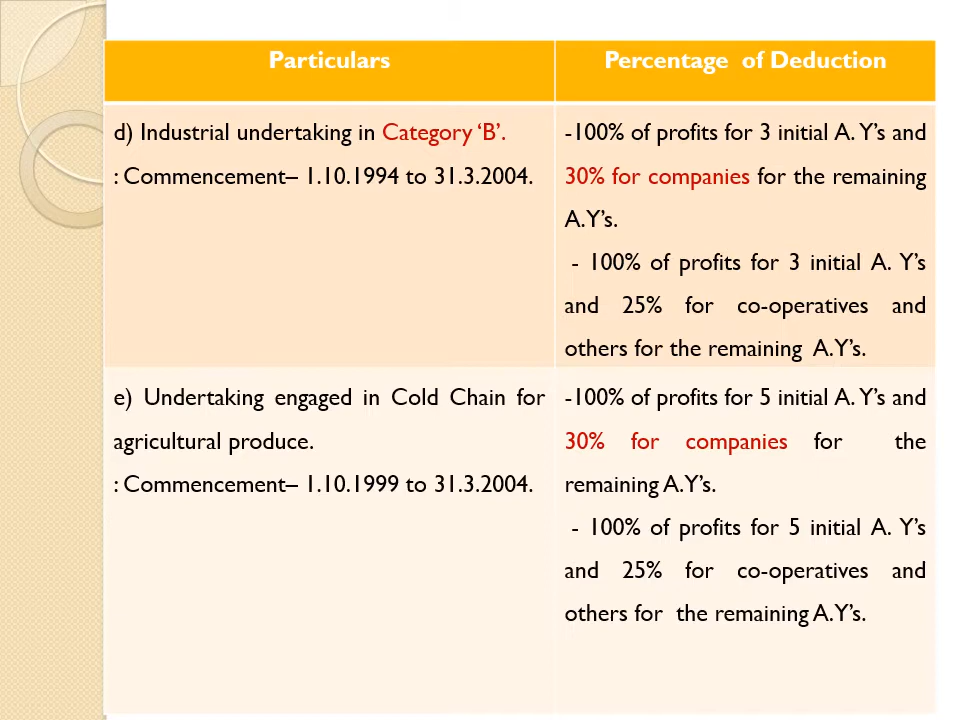 Particulars
Percentage of Deduction
d) Industrial undertaking in Category ‘B’.
: Commencement– 1.10.1994 to 31.3.2004.
-100% of profits for 3 initial A. Y’s and
30% for companies for the remaining
A.Y’s.
- 100% of profits for 3 initial A. Y’s
and 25% for co-operatives and
others for the remaining A.Y’s.
e) Undertaking engaged in Cold Chain for
agricultural produce.
: Commencement– 1.10.1999 to 31.3.2004.
-100% of profits for 5 initial A. Y’s and
30% for companies for the
remaining A.Y’s.
- 100% of profits for 5 initial A. Y’s
and 25% for co-operatives and
others for the remaining A.Y’s.